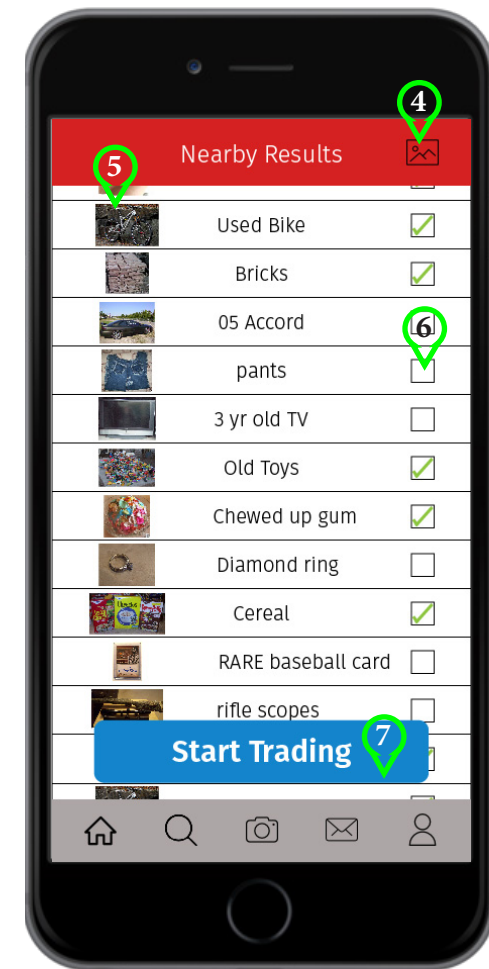 4
Nearby Results
5
Used Bike
Bricks
05 Accord
6
pants
3 yr old TV
Old Toys
Chewed up gum
Diamond ring
Cereal
RARE baseball card
rifle scopes
7
Start Trading